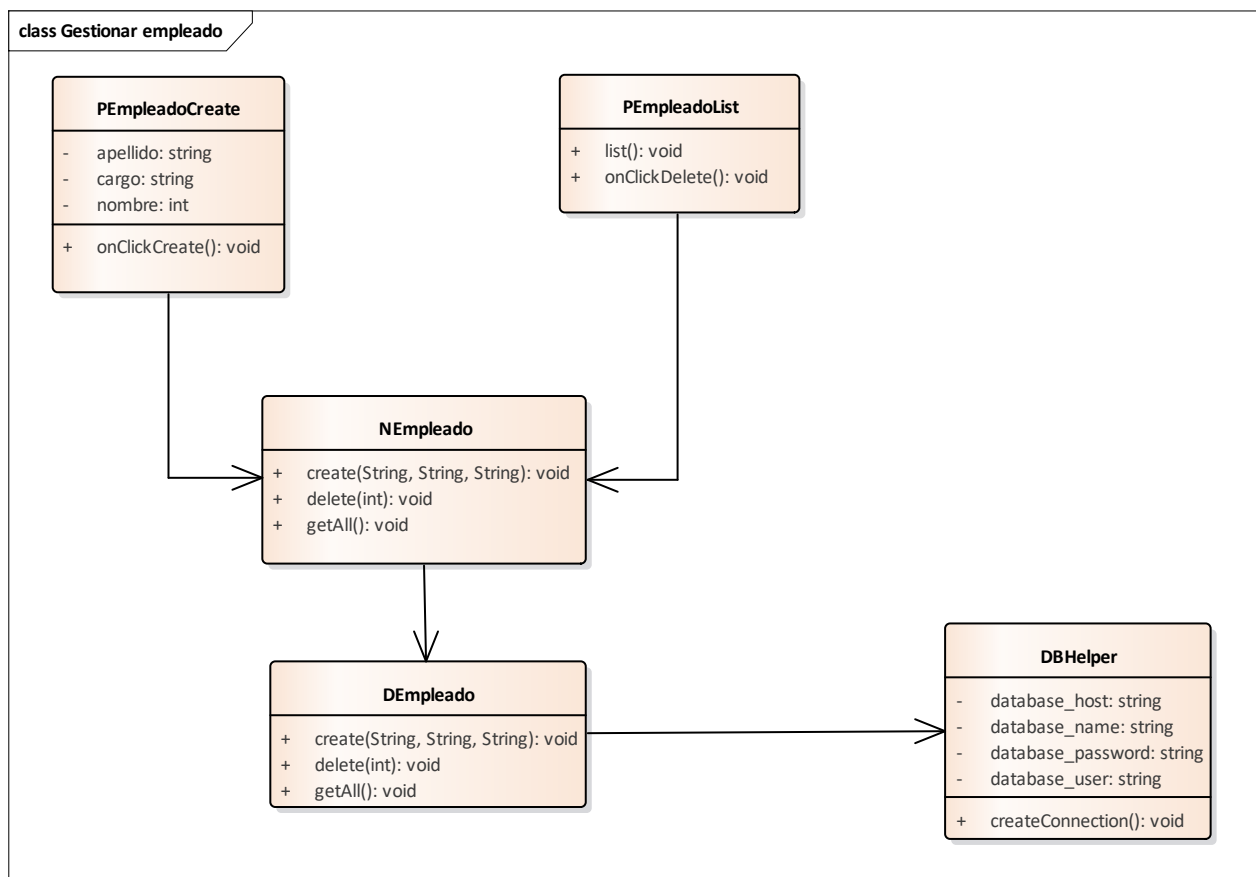 class Gestionar empleado
PEmpleadoCreate
- apellido: string
- cargo: string
- nombre: int
+ onClickCreate(): void
PEmpleadoList
+ list(): void
+ onClickDelete(): void
NEmpleado
+ create(String, String, String): void
+ delete(int): void
+ getAll(): void
DEmpleado
+ create(String, String, String): void
+ delete(int): void
+ getAll(): void
DBHelper
- database_host: string
- database_name: string
- database_password: string
- database_user: string
+ createConnection(): void